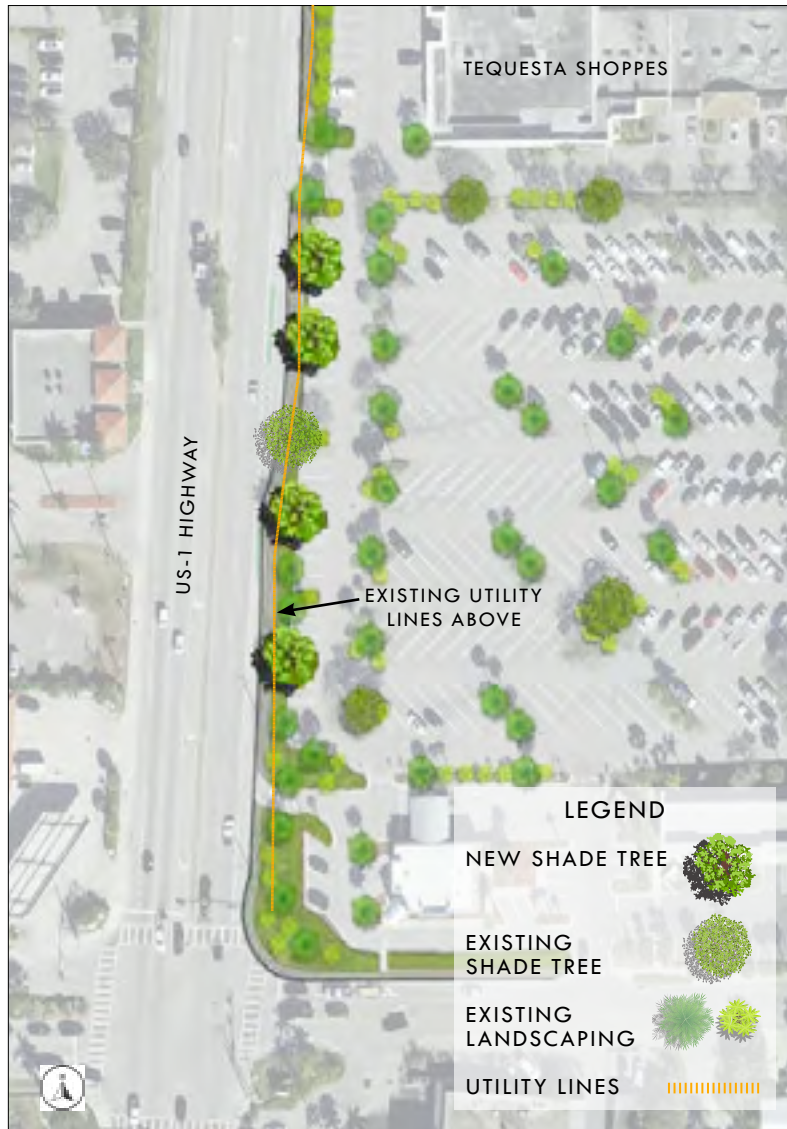 TEQUESTA SHOPPES
US-1 HIGHWAY
EXISTING UTILITY
LINES ABOVE
LEGEND
NEW SHADE TREE
EXISTING
SHADE TREE
EXISTING
LANDSCAPING
UTILITY LINES